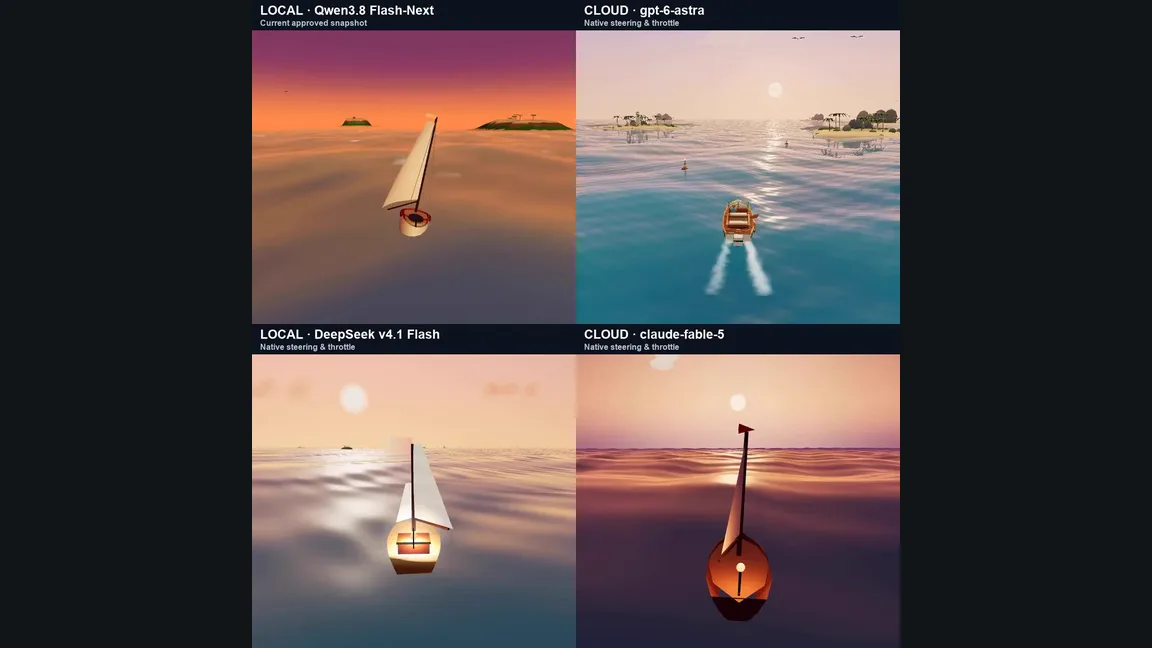 LOCAL · Qwen3.8 Flash-Next
Current approved snapshot
CLOUD · gpt-6-astra
Native steering & throttle
LOCAL · DeepSeek v4.1 Flash
Native steering & throttle
CLOUD · claude-fable-5
Native steering & throttle